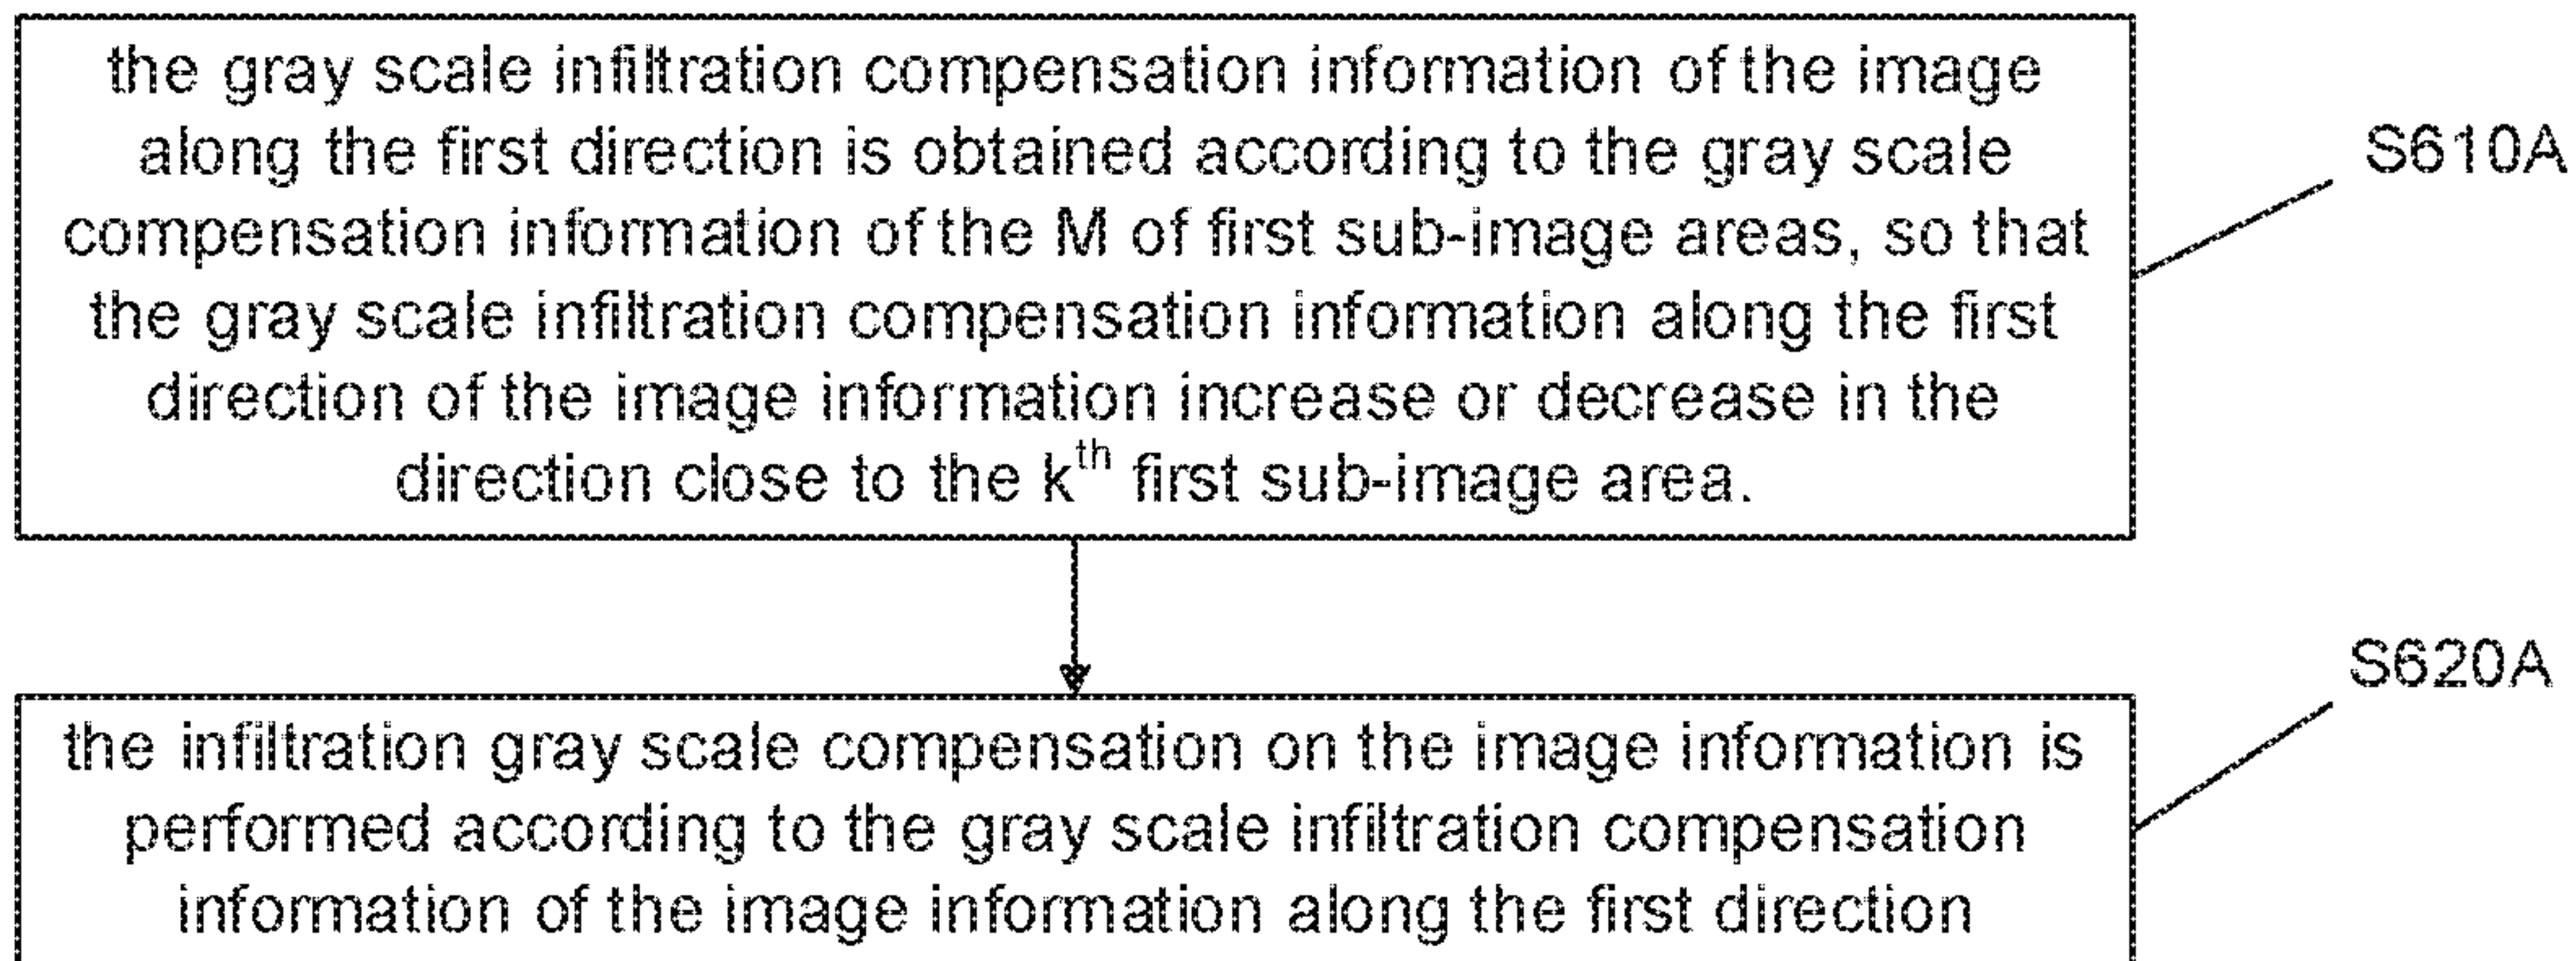 the gray scale infiltration compensation information of the image
along the first direction is obtained according to the gray scale
compensation information of the M of first sub-image areas, so that
the gray scale infiltration compensation information along the first
direction of the image information increase or decrease in the
direction close to the kth first sub-image area.
S610A
the infiltration gray scale compensation on the image information is
performed according to the gray scale infiltration compensation
information of the image information along the first direction
S620A